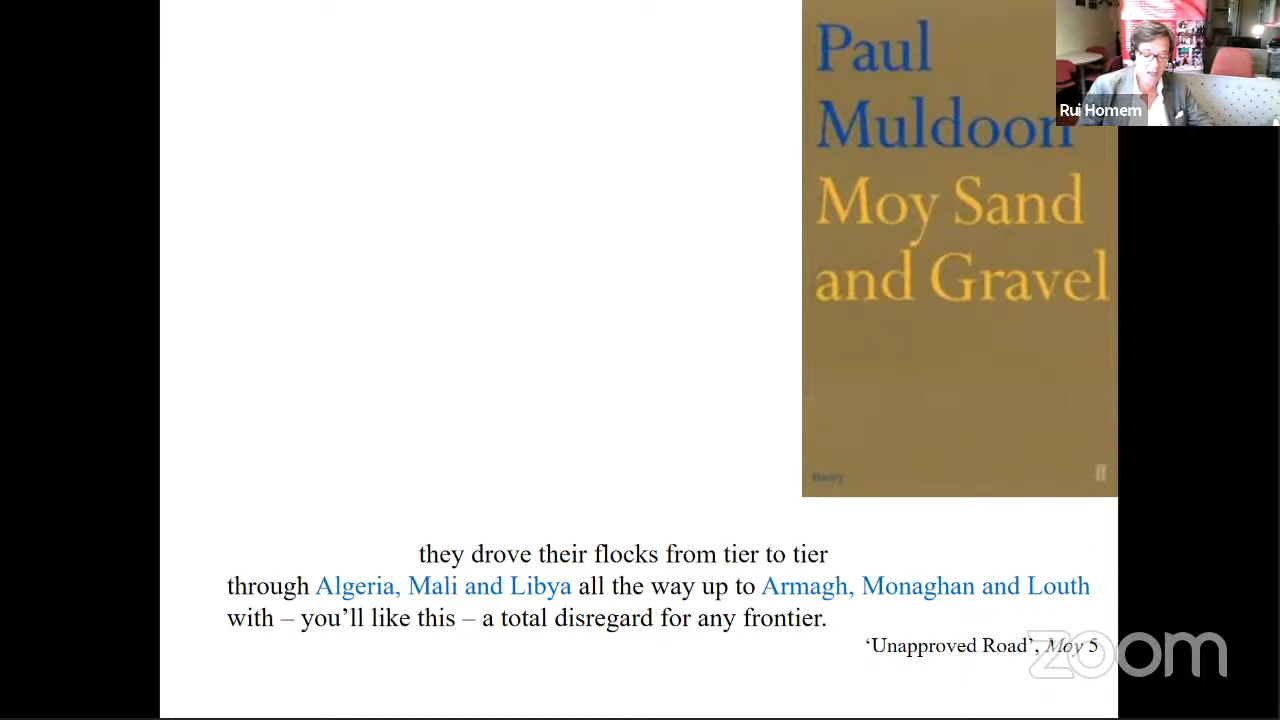 Paul
Muldoon
Moy Sand
and Gravel
Poetry
ff
Rui Homem
they drove their flocks from tier to tier
through Algeria, Mali and Libya all the way up to Armagh, Monaghan and Louth
with – you’ll like this – a total disregard for any frontier.
‘Unapproved Road’, Moy 5
zoom